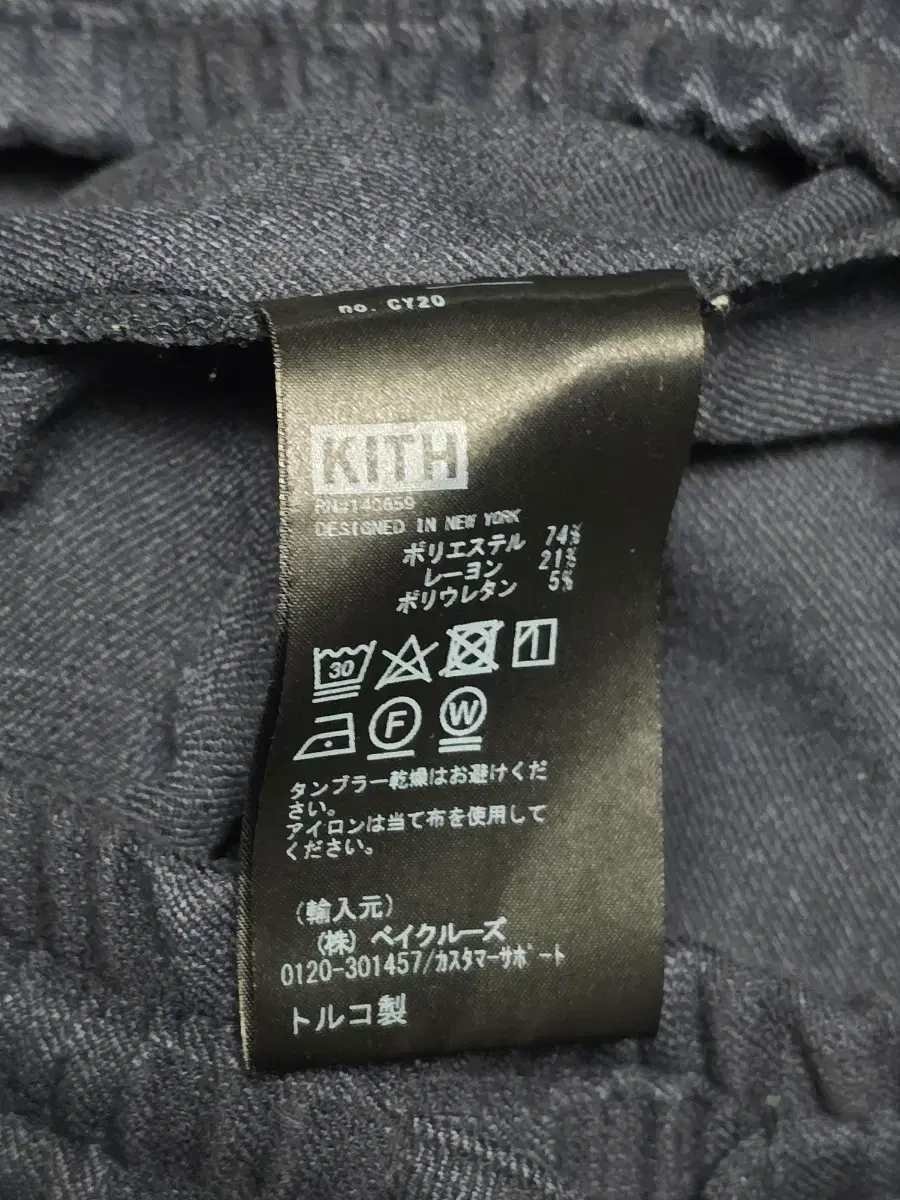 no. CY20
KITH
RN#140659
DESIGNED IN NEW YORK
ポリエステル 74%
レーヨン 21%
ポリウレタン 5%
30
F W
タンブラー乾燥はお避けくだ
さい。
アイロンは当て布を使用して
ください。
(輸入元)
(株) ベイクルーズ
0120-301457/カスタマーサポート
トルコ製